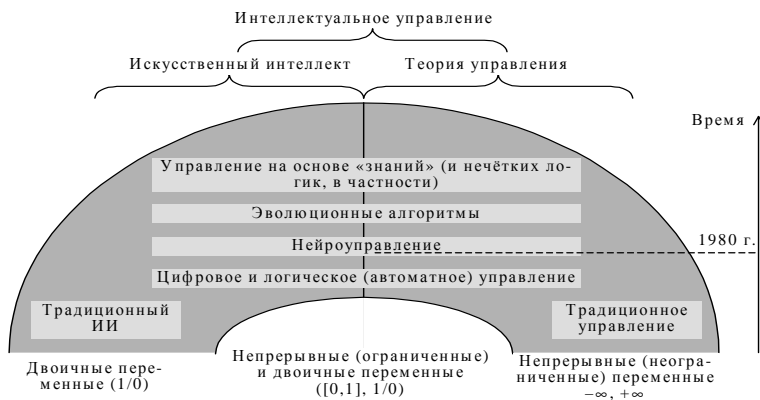 Интеллектуальное управление
Искусственный интеллект
Теория управления
Время
Управление на основе «знаний» (и нечётких ло-
гик, в частности)
Эволюционные алгоритмы
1980 г.
Нейроуправление
Цифровое и логическое (автоматное) управление
Традиционный
ИИ
Традиционное
управление
Двоичные пере-
менные (1/0)
Непрерывные (ограниченные)
и двоичные переменные
([0,1], 1/0)
Непрерывные (неогра-
ниченные) переменные
−∞, +∞